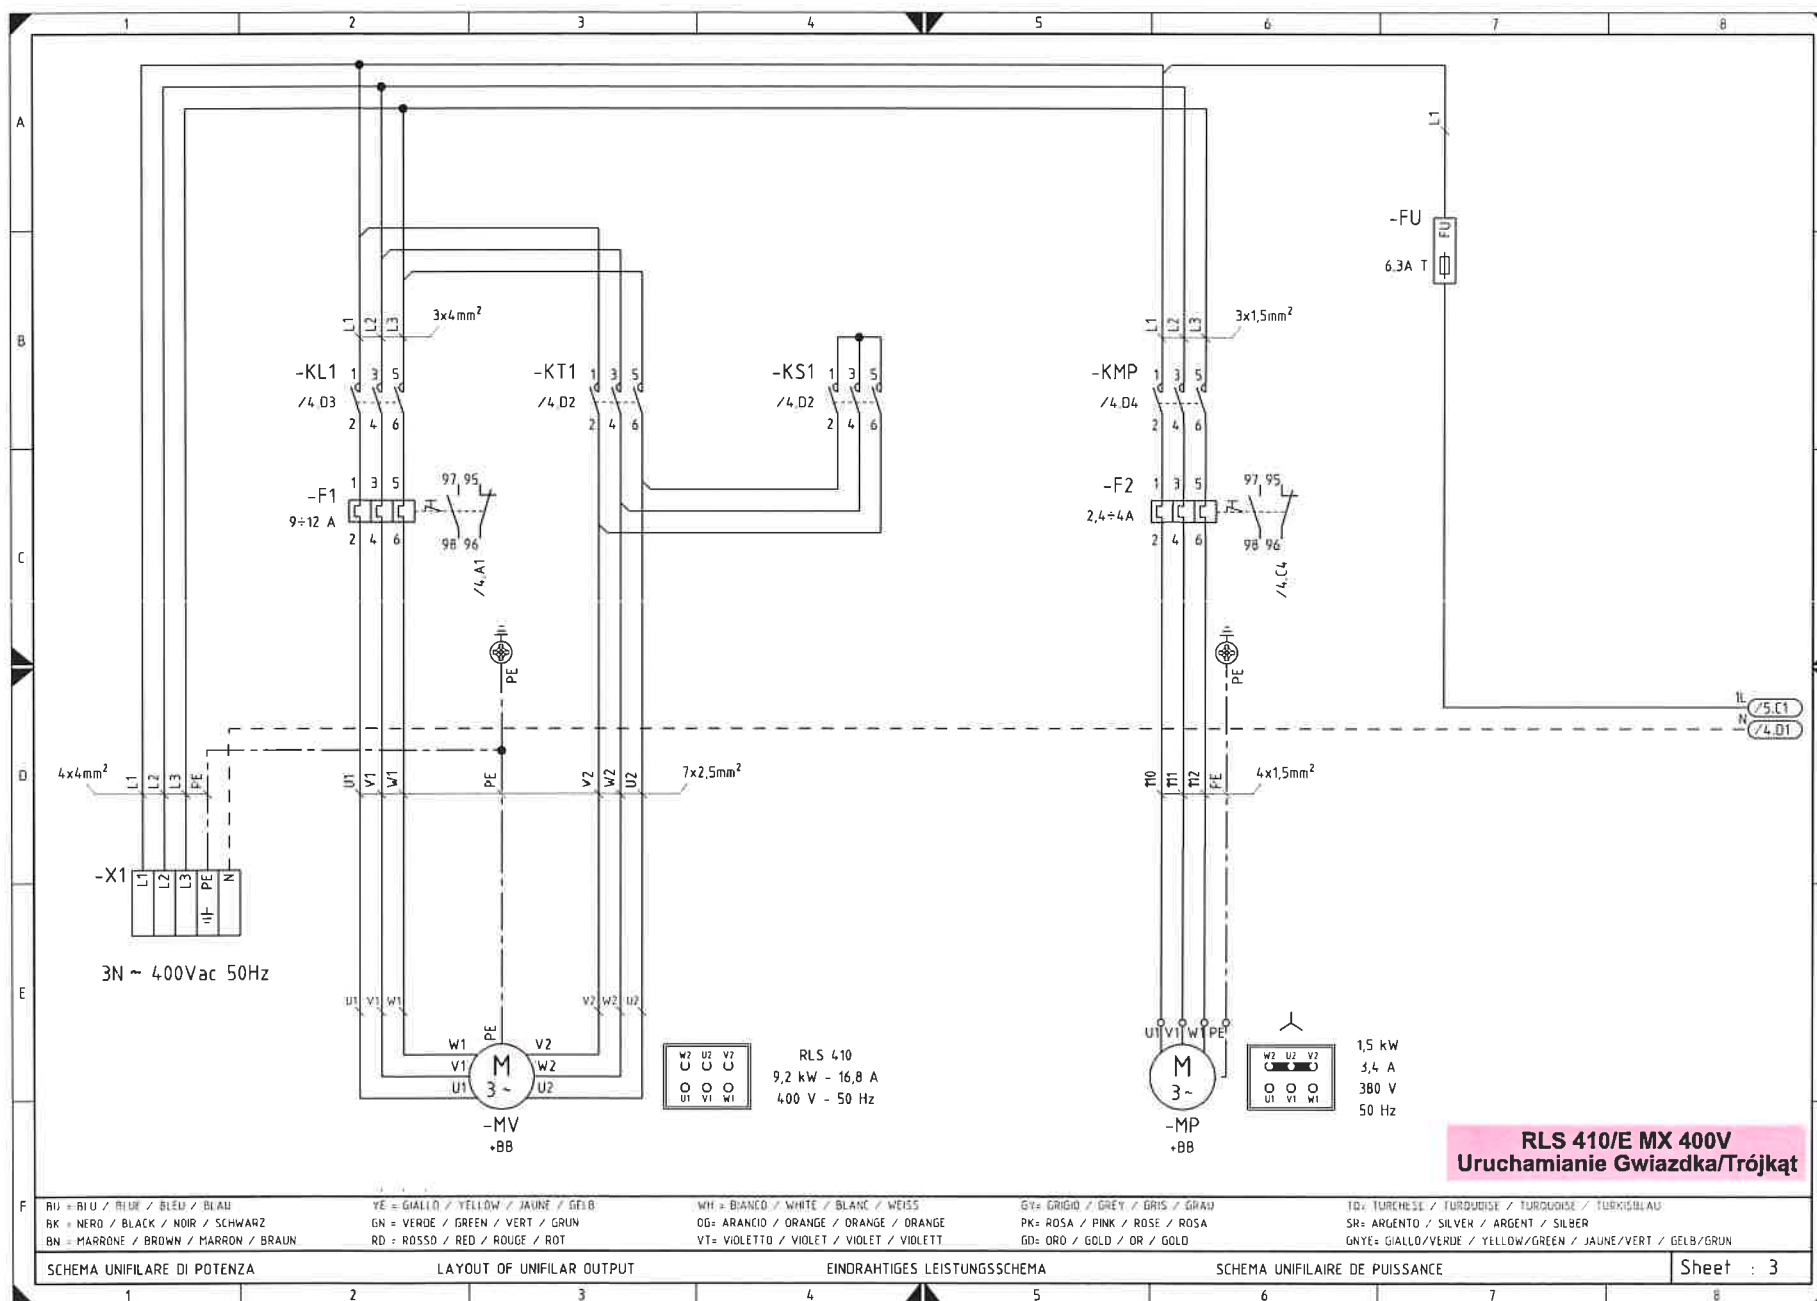 1 2 3 4 5 6 7 8
A
B
C
D
E
F
L1
-FU
FU
6.3A T
L1 L2 L3
3x4mm²
L1 L2 L3
3x1,5mm²
-KL1 1 3 5
/4.D3
2 4 6
-KT1 1 3 5
/4.D2
2 4 6
-KS1 1 3 5
/4.D2
2 4 6
-KMP 1 3 5
/4.D4
2 4 6
-F1 1 3 5
9÷12 A
2 4 6
97 95
98 96
/4.A1
-F2 1 3 5
2,4÷4A
2 4 6
97 95
98 96
/4.C4
PE
PE
1L
/5.C1
N
/4.D1
4x4mm²
L1 L2 L3 PE
U1 V1 W1 PE V2 W2 U2
7x2,5mm²
M10 M11 M12 PE
4x1,5mm²
-X1 L1 L2 L3 PE N
3N ~ 400Vac 50Hz
U1 V1 W1 PE V2 W2 U2
W1 V2
V1 W2
U1 U2
M
3 ~
-MV
+BB
W2 U2 V2
U1 V1 W1
RLS 410
9,2 kW - 16,8 A
400 V - 50 Hz
U1 V1 W1 PE
M
3 ~
-MP
+BB
W2 U2 V2
U1 V1 W1
1,5 kW
3,4 A
380 V
50 Hz
RLS 410/E MX 400V
Uruchamianie Gwiazdka/Trójkąt
BU = BLU / BLUE / BLEU / BLAU
BK = NERO / BLACK / NOIR / SCHWARZ
BN = MARRONE / BROWN / MARRON / BRAUN
YE = GIALLO / YELLOW / JAUNE / GELB
GN = VERDE / GREEN / VERT / GRUN
RD = ROSSO / RED / ROUGE / ROT
WH = BIANCO / WHITE / BLANC / WEISS
OG= ARANCIO / ORANGE / ORANGE / ORANGE
VT= VIOLETTO / VIOLET / VIOLET / VIOLETT
GY= GRIGIO / GREY / GRIS / GRAU
PK= ROSA / PINK / ROSE / ROSA
GD= ORO / GOLD / OR / GOLD
TQ= TURCHESE / TURQUOISE / TURQUOISE / TURKISBLAU
SR= ARGENTO / SILVER / ARGENT / SILBER
GNYE= GIALLO/VERDE / YELLOW/GREEN / JAUNE/VERT / GELB/GRUN
SCHEMA UNIFILARE DI POTENZA LAYOUT OF UNIFILAR OUTPUT EINDRAHTIGES LEISTUNGSSCHEMA SCHEMA UNIFILAIRE DE PUISSANCE Sheet : 3
1 2 3 4 5 6 7 8